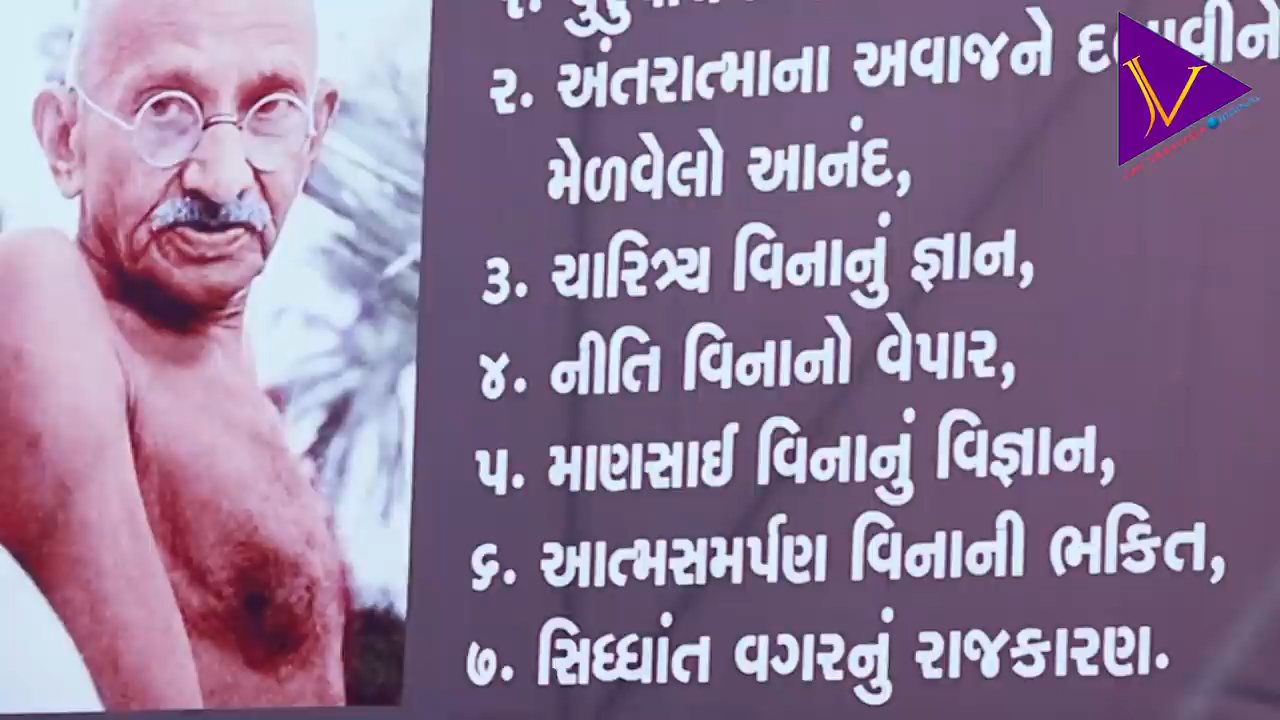 ૨. અંતરાત્માના અવાજને
મેળવેલો આનંદ,
૩. ચારિત્ર્ય વિનાનું જ્ઞાન,
૪. નીતિ વિનાનો વેપાર,
૫. માણસાઈ વિનાનું વિજ્ઞાન,
૬. આત્મસમર્પણ વિનાની ભકિત,
૭. સિધ્ધાંત વગરનું રાજકારણ.